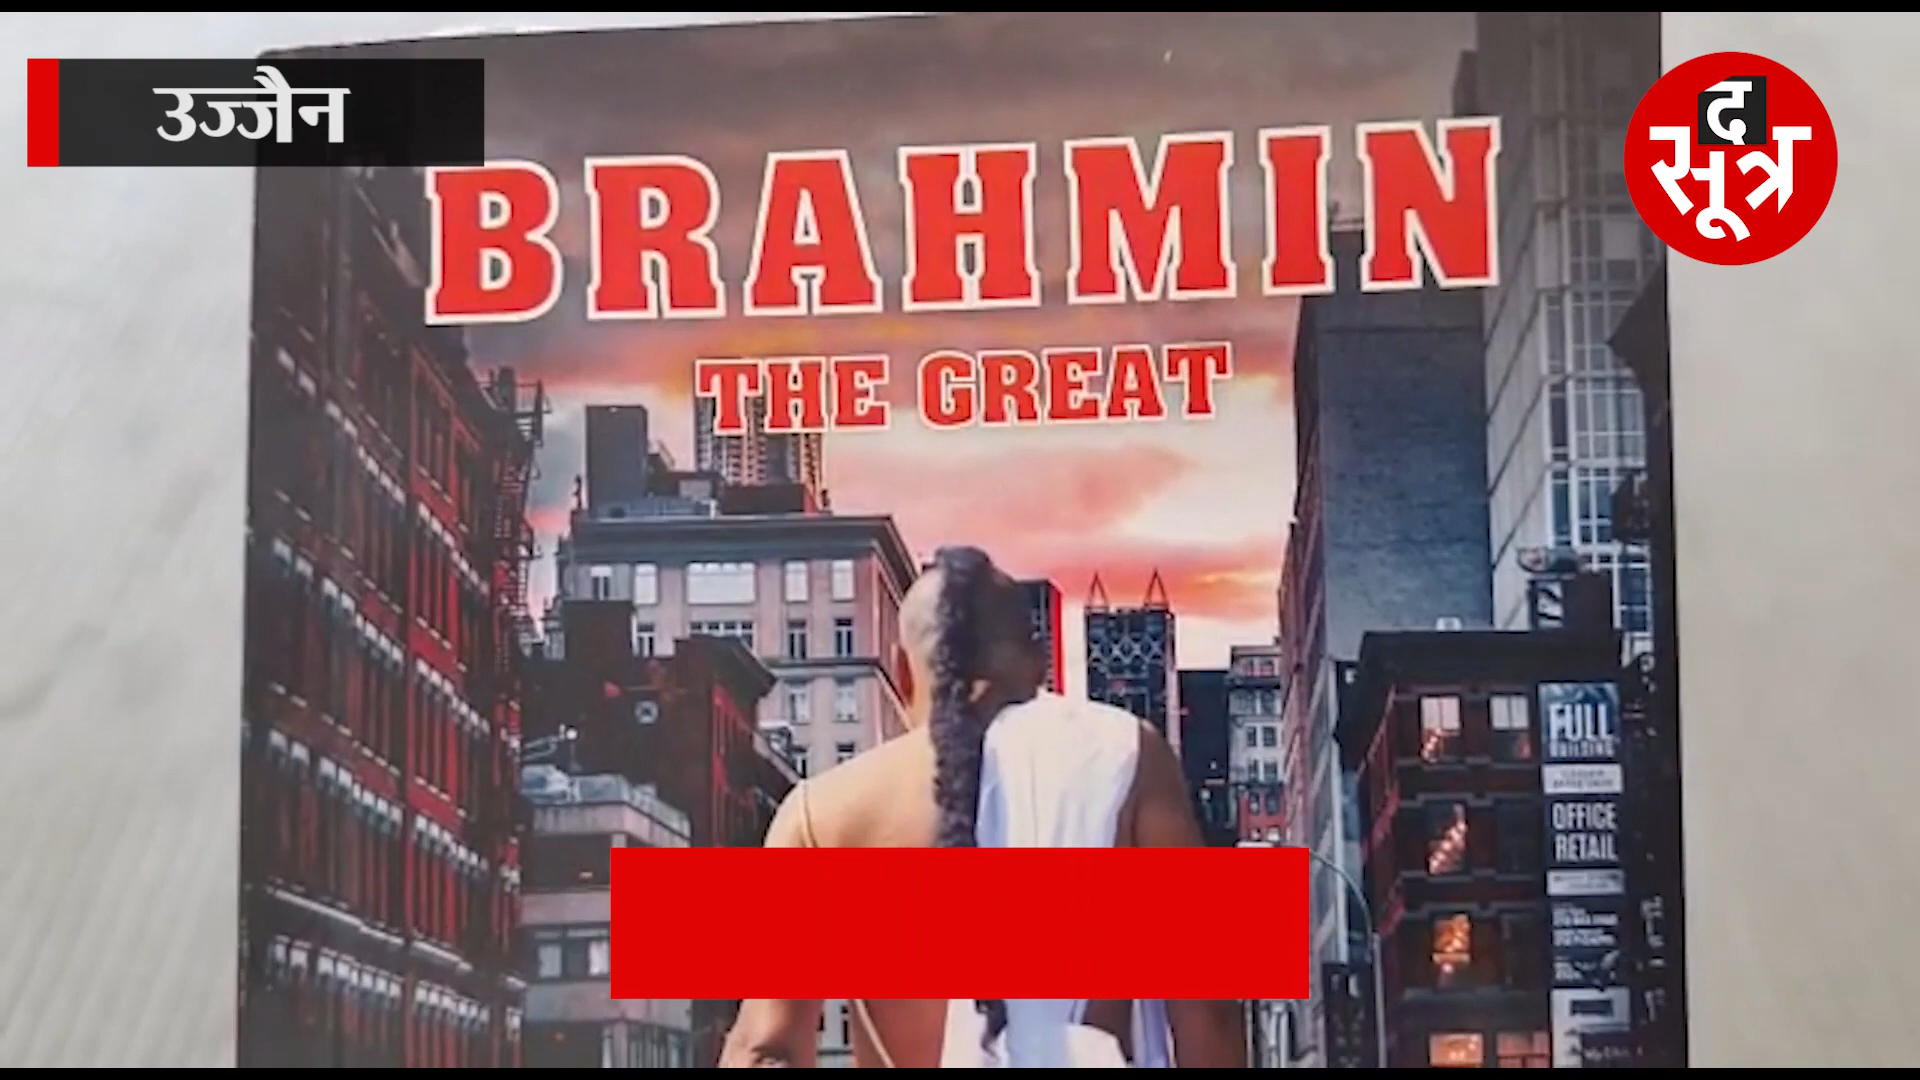 उज्जैन
द
सूत्र
BRAHMIN
THE GREAT
FULL
BUILDING
OFFICE
RETAIL